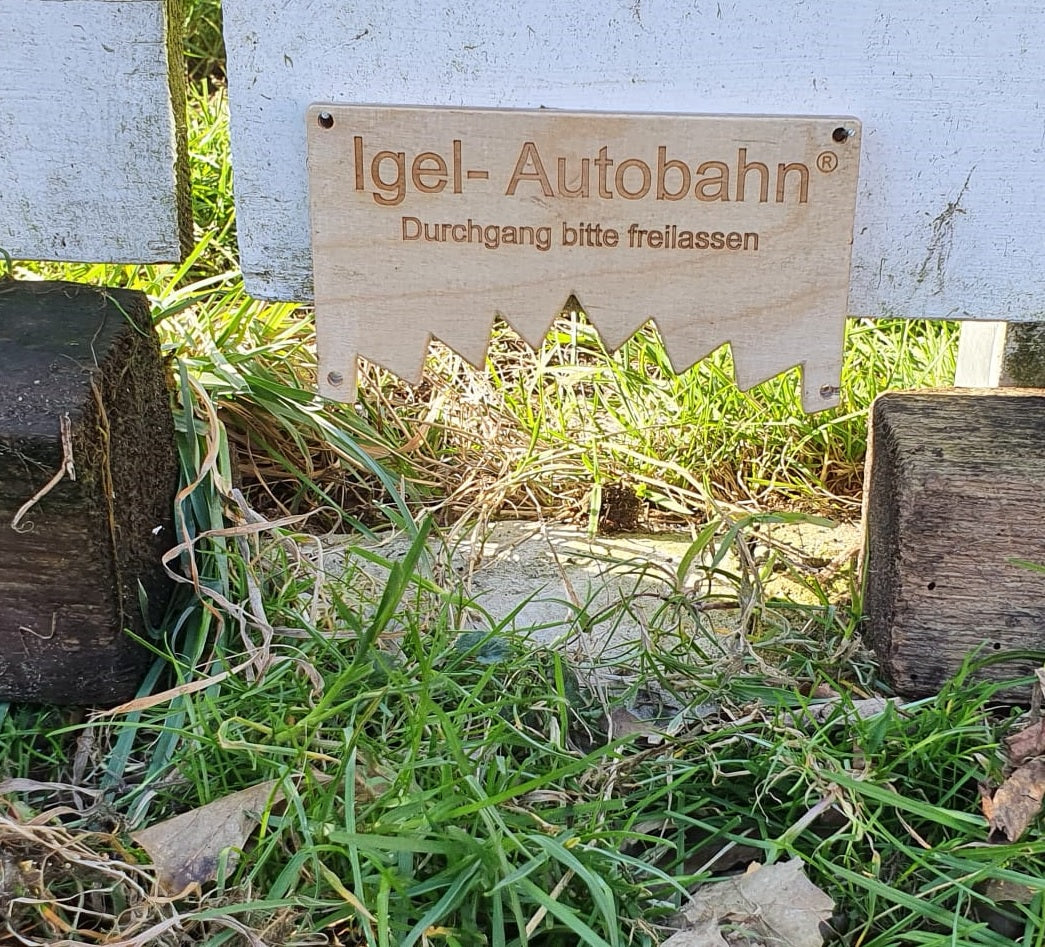 Igel- Autobahn®
Durchgang bitte freilassen